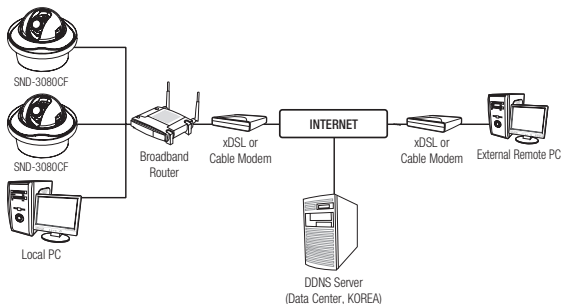 SND-3080CF
SND-3080CF
Local PC
Broadband
Router
xDSL or
Cable Modem
INTERNET
xDSL or
Cable Modem
External Remote PC
DDNS Server
(Data Center, KOREA)